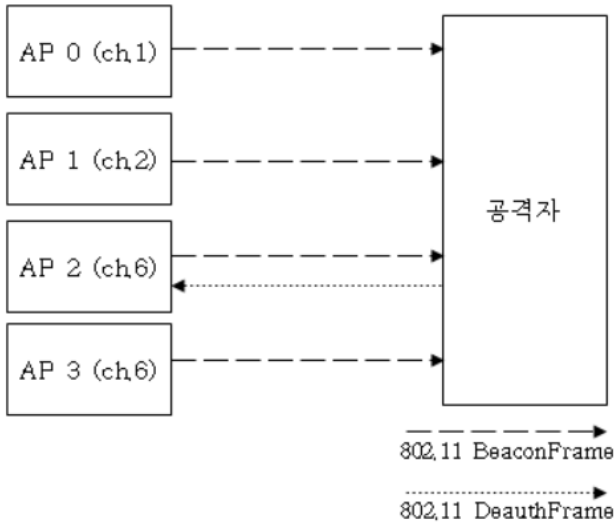 AP 0 (ch,1)
AP 1 (ch,2)
AP 2 (ch,6)
AP 3 (ch,6)
공격자
802,11 BeaconFrame
802,11 DeauthFrame